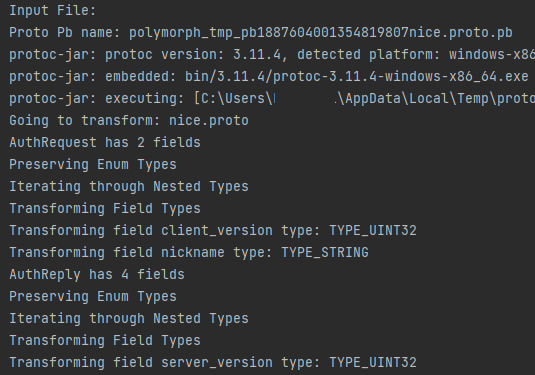 Input File:
Proto Pb name: polymorph_tmp_pb1887604001354819807nice.proto.pb
protoc-jar: protoc version: 3.11.4, detected platform: windows-x86
protoc-jar: embedded: bin/3.11.4/protoc-3.11.4-windows-x86_64.exe
protoc-jar: executing: [C:\Users\ \AppData\Local\Temp\proto
Going to transform: nice.proto
AuthRequest has 2 fields
Preserving Enum Types
Iterating through Nested Types
Transforming Field Types
Transforming field client_version type: TYPE_UINT32
Transforming field nickname type: TYPE_STRING
AuthReply has 4 fields
Preserving Enum Types
Iterating through Nested Types
Transforming Field Types
Transforming field server_version type: TYPE_UINT32